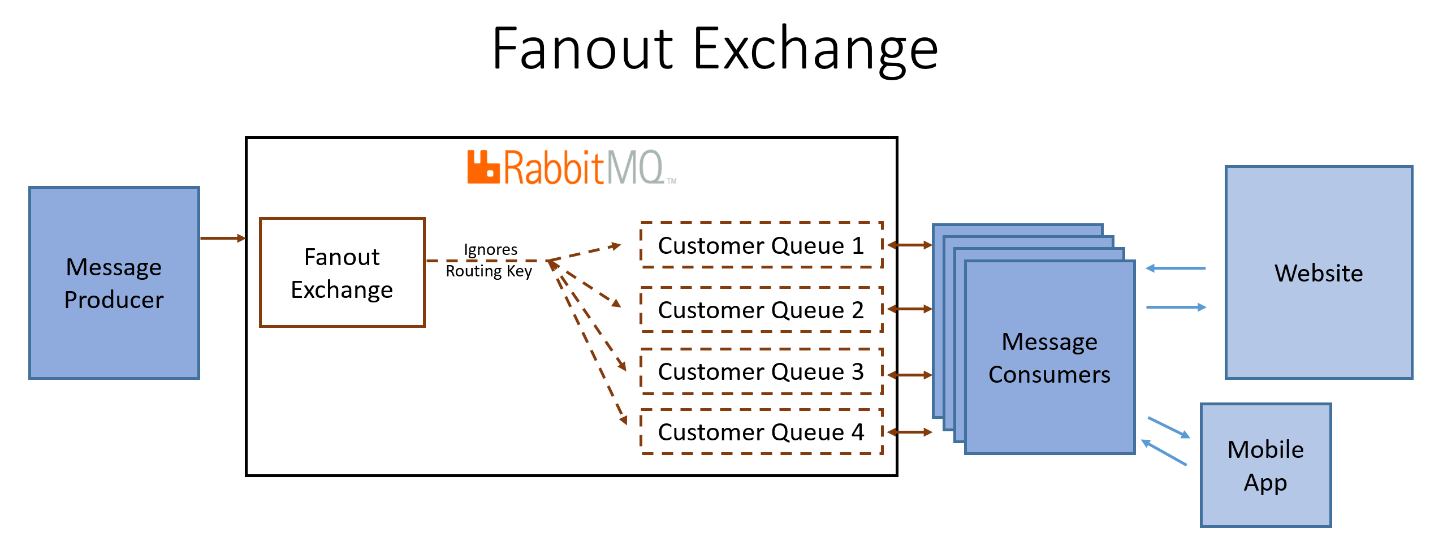 Fanout Exchange
RabbitMQ™
Message
Producer
Fanout
Exchange
Ignores
Routing Key
Customer Queue 1
Customer Queue 2
Customer Queue 3
Customer Queue 4
Message
Consumers
Website
Mobile
App